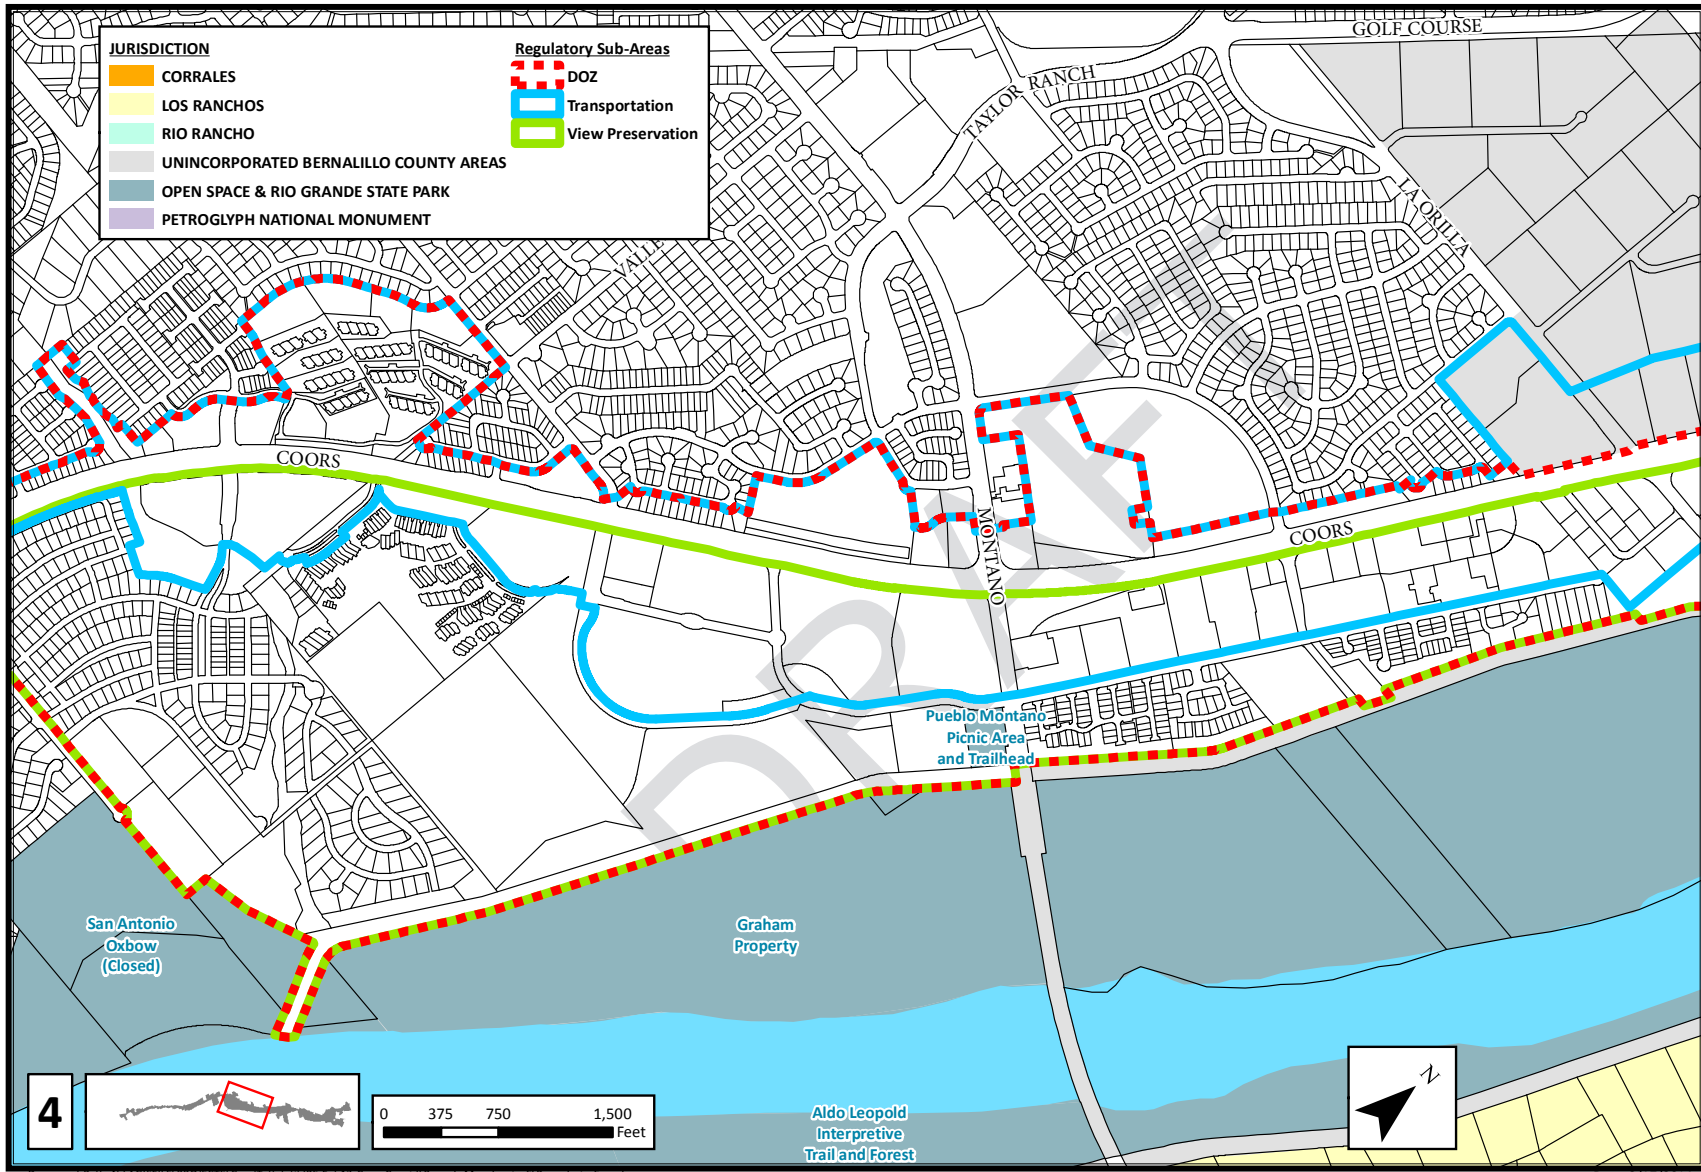 JURISDICTION
CORRALES
LOS RANCHOS
RIO RANCHO
UNINCORPORATED BERNALILLO COUNTY AREAS
OPEN SPACE & RIO GRANDE STATE PARK
PETROGLYPH NATIONAL MONUMENT
Regulatory Sub-Areas
DOZ
Transportation
View Preservation
GOLF COURSE
TAYLOR RANCH
LA ORILLA
VALLE
COORS
MONTANO
COORS
DRAFT
Pueblo Montano
Picnic Area
and Trailhead
San Antonio
Oxbow
(Closed)
Graham
Property
Aldo Leopold
Interpretive
Trail and Forest
4
0 375 750 1,500
Feet
N